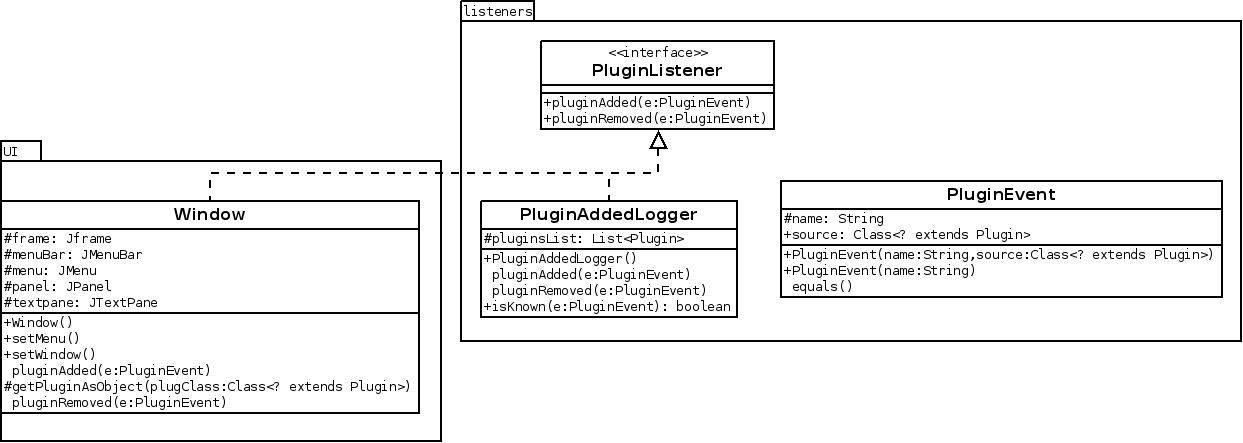 listeners
<<interface>>
PluginListener
+pluginAdded(e:PluginEvent)
+pluginRemoved(e:PluginEvent)
UI
Window
#frame: Jframe
#menuBar: JMenuBar
#menu: JMenu
#panel: JPanel
#textpane: JTextPane
+Window()
+setMenu()
+setWindow()
pluginAdded(e:PluginEvent)
#getPluginAsObject(plugClass:Class<? extends Plugin>)
pluginRemoved(e:PluginEvent)
PluginAddedLogger
#pluginsList: List<Plugin>
+PluginAddedLogger()
pluginAdded(e:PluginEvent)
pluginRemoved(e:PluginEvent)
+isKnown(e:PluginEvent): boolean
PluginEvent
#name: String
+source: Class<? extends Plugin>
+PluginEvent(name:String,source:Class<? extends Plugin>)
+PluginEvent(name:String)
equals()